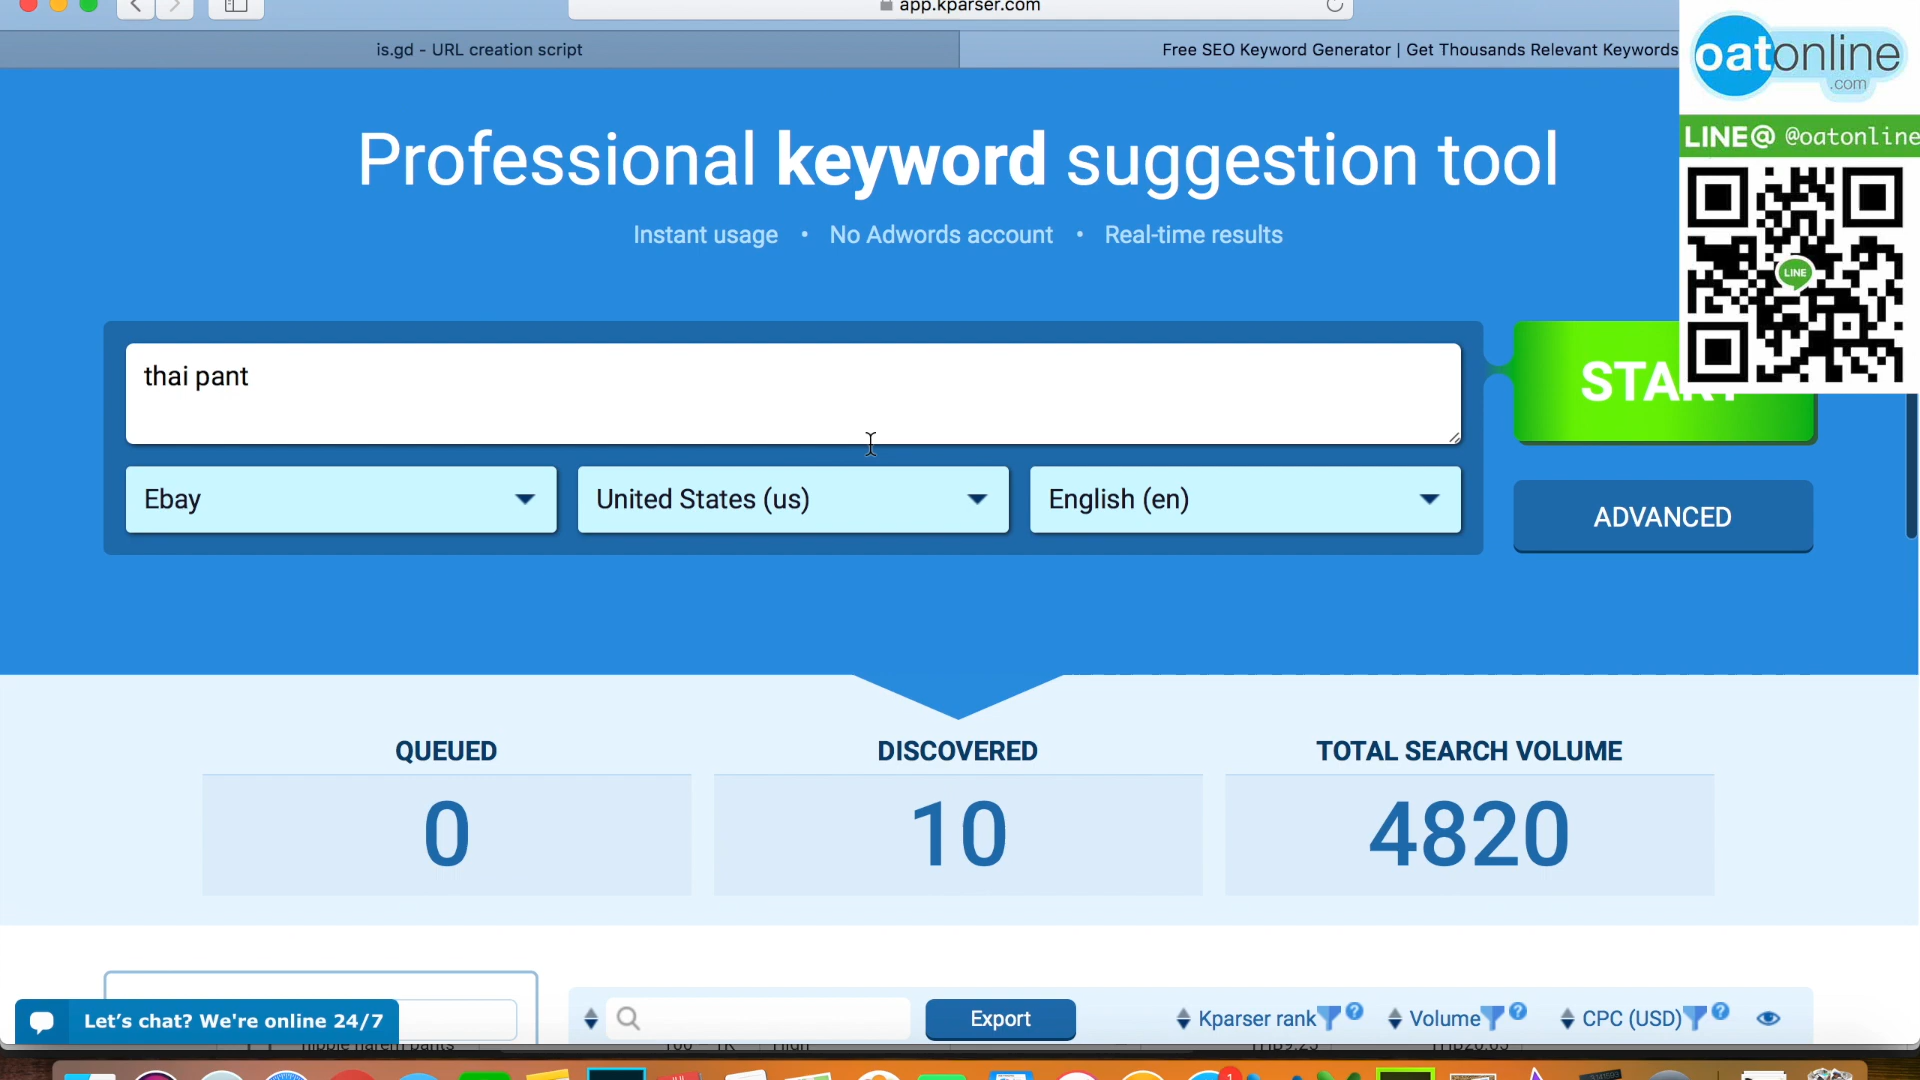 app.kparser.com
is.gd - URL creation script
Free SEO Keyword Generator | Get Thousands Relevant Keywords
oatonline
.com
LINE@ @oatonline
LINE
Professional keyword suggestion tool
Instant usage • No Adwords account • Real-time results
thai pant
START
Ebay
United States (us)
English (en)
ADVANCED
QUEUED
DISCOVERED
TOTAL SEARCH VOLUME
0
10
4820
Let's chat? We're online 24/7
Export
Kparser rank
?
Volume
?
CPC (USD)
?
1